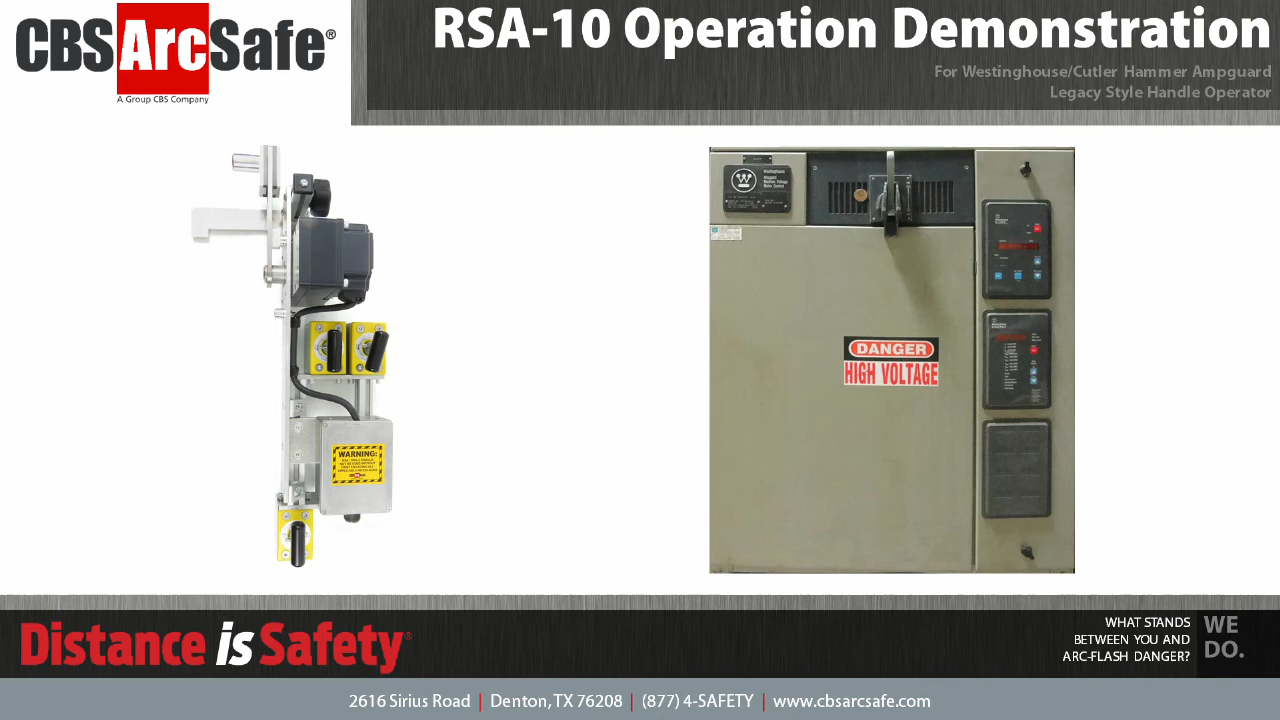 CBSArcSafe®
A Group CBS Company
RSA-10 Operation Demonstration
For Westinghouse/Cutler Hammer Ampguard
Legacy Style Handle Operator
WARNING:
Westinghouse
DANGER
HIGH VOLTAGE
Distance is Safety®
WHAT STANDS
BETWEEN YOU AND
ARC-FLASH DANGER?
WE
DO.
2616 Sirius Road | Denton, TX 76208 | (877) 4-SAFETY | www.cbsarcsafe.com